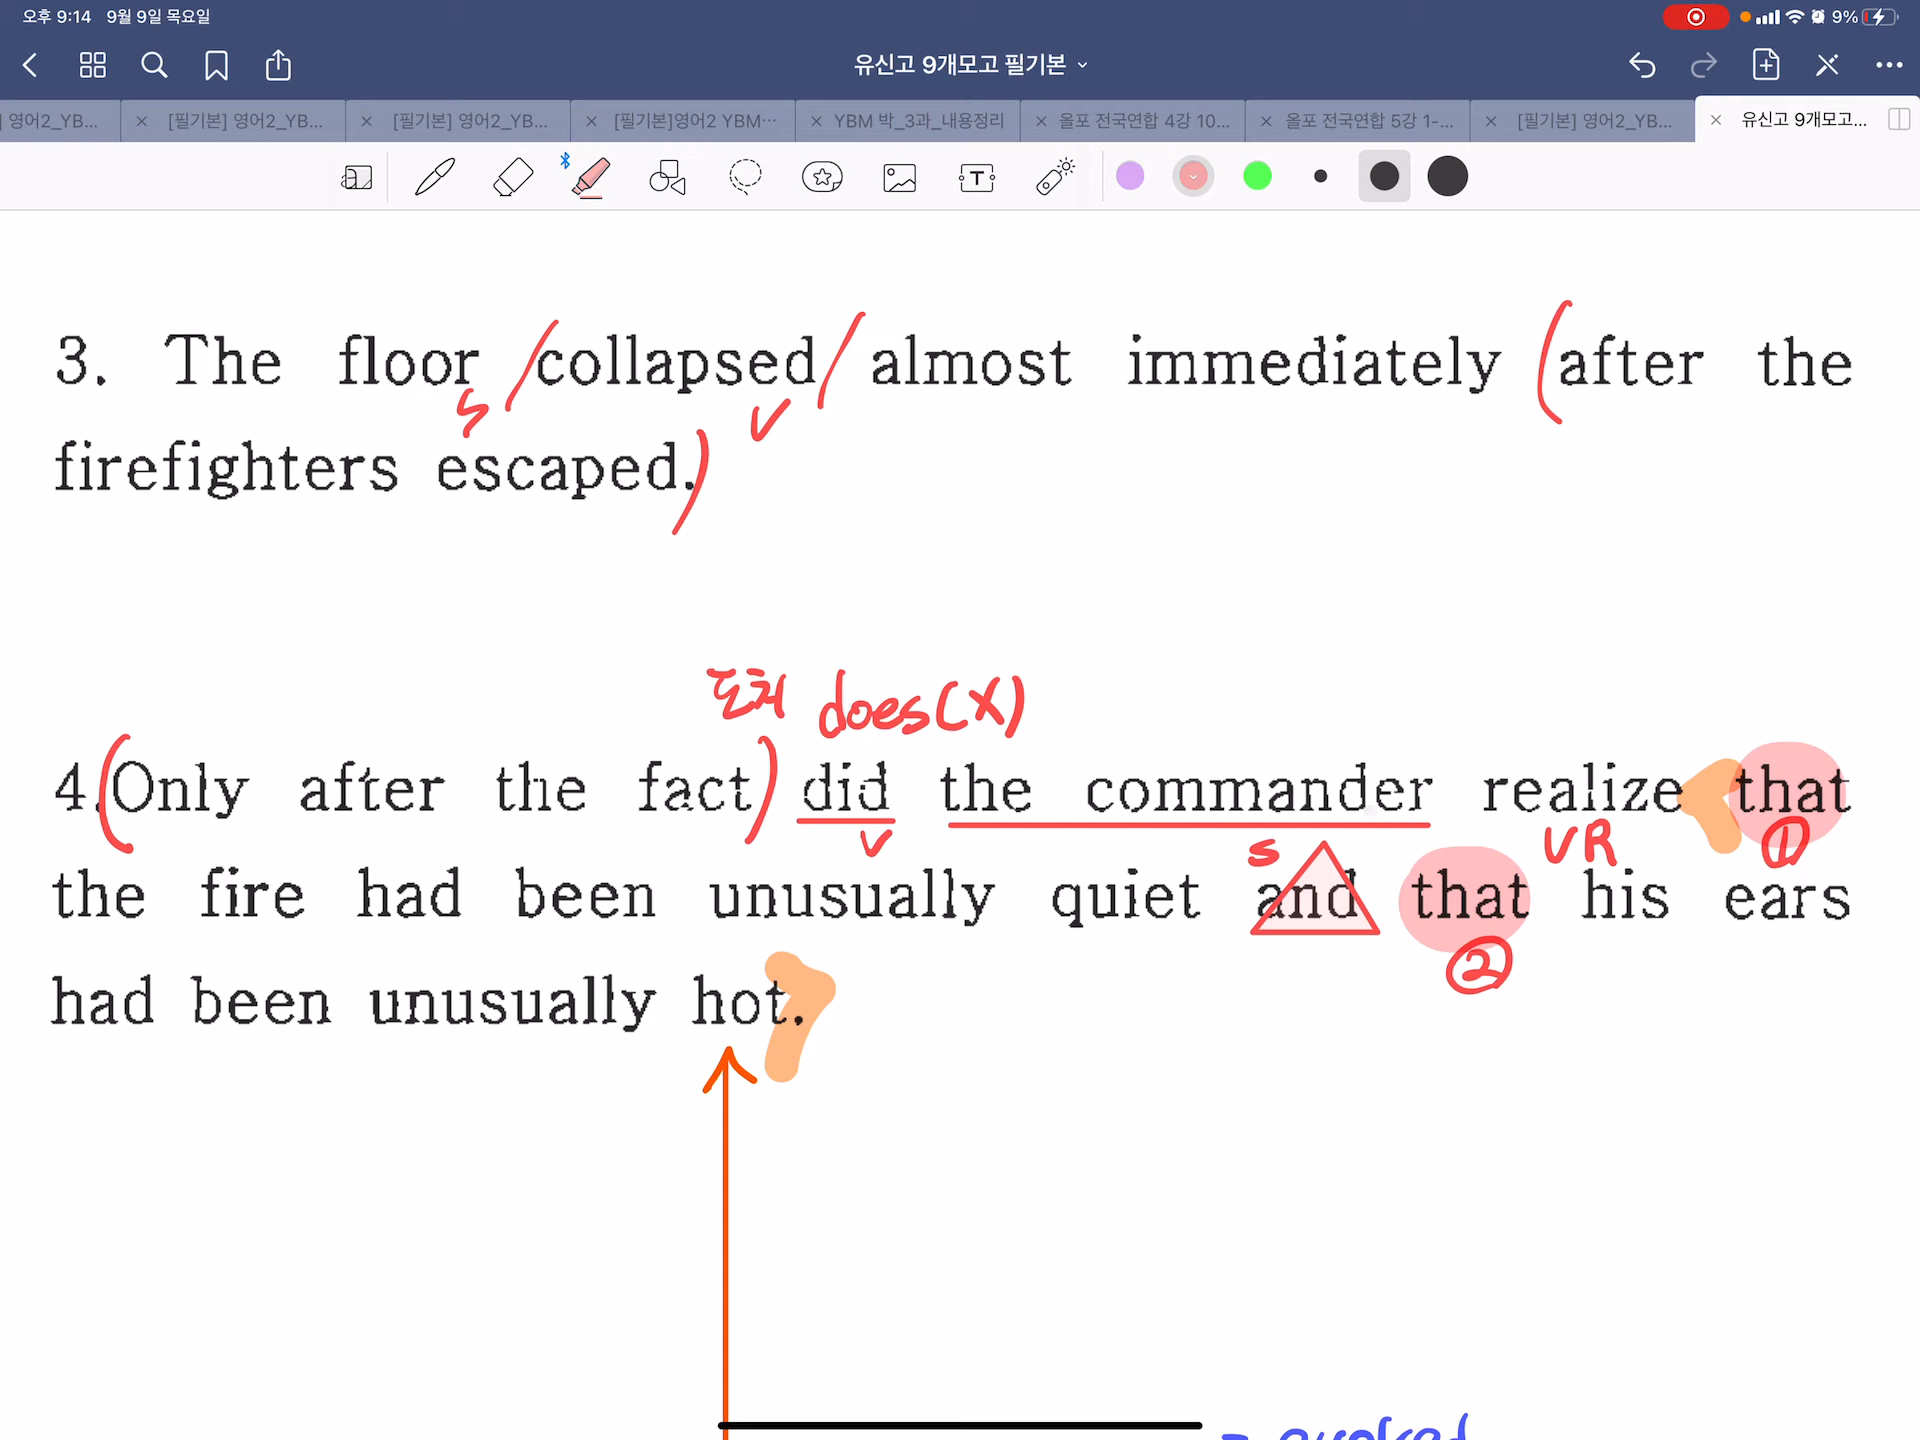 오후 9:14 9월 9일 목요일
9%
유신고 9개모고 필기본
영어2_YB...
[필기본] 영어2_YB...
[필기본] 영어2_YB...
[필기본]영어2 YBM…
YBM 박_3과_내용정리
올포 전국연합 4강 10...
올포 전국연합 5강 1-...
[필기본] 영어2_YB...
유신고 9개모고...
3. The floor / collapsed / almost immediately (after the
S V
firefighters escaped.)
도치 does(X)
4.(Only after the fact) did the commander realize that
V S VR ①
the fire had been unusually quiet and that his ears
②
had been unusually hot.